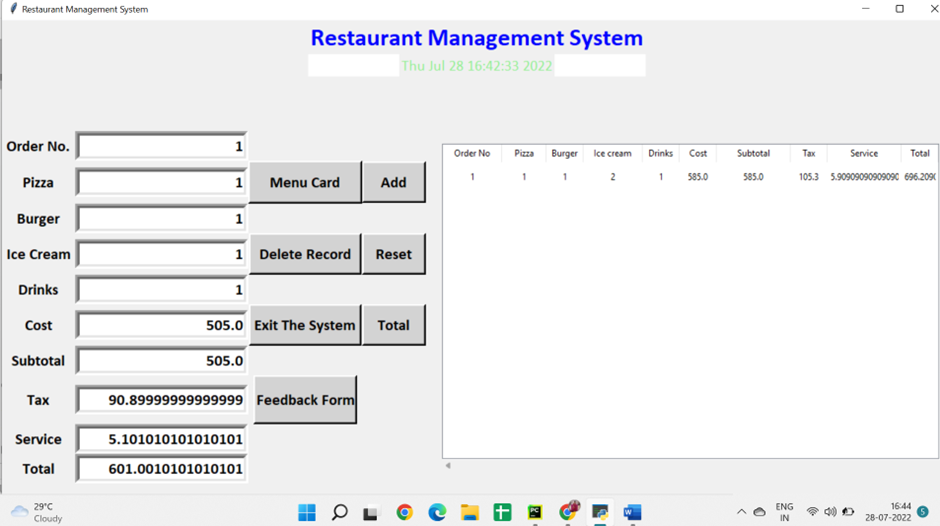 Restaurant Management System
Restaurant Management System
Thu Jul 28 16:42:33 2022
Order No. 1
Pizza 1 Menu Card Add
Burger 1
Ice Cream 1 Delete Record Reset
Drinks 1
Cost 505.0 Exit The System Total
Subtotal 505.0
Tax 90.89999999999999 Feedback Form
Service 5.101010101010101
Total 601.0010101010101
Order No Pizza Burger Ice cream Drinks Cost Subtotal Tax Service Total
1 1 1 2 1 585.0 585.0 105.3 5.90909090909090 696.2090
29°C
Cloudy
ENG
IN
16:44
28-07-2022
5